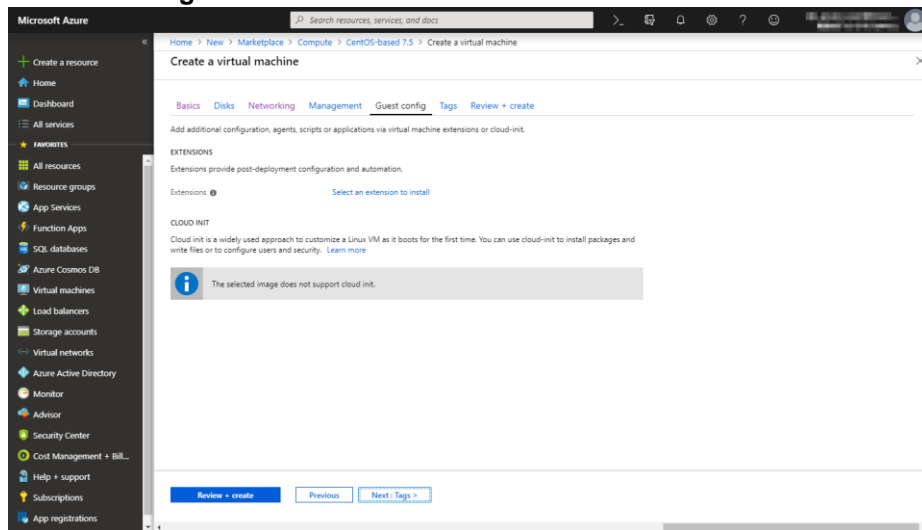 Microsoft Azure
Search resources, services, and docs
Home > New > Marketplace > Compute > CentOS-based 7.5 > Create a virtual machine
Create a virtual machine
Create a resource
Home
Dashboard
All services
FAVORITES
All resources
Resource groups
App Services
Function Apps
SQL databases
Azure Cosmos DB
Virtual machines
Load balancers
Storage accounts
Virtual networks
Azure Active Directory
Monitor
Advisor
Security Center
Cost Management + Bill...
Help + support
Subscriptions
App registrations
Basics Disks Networking Management Guest config Tags Review + create
Add additional configuration, agents, scripts or applications via virtual machine extensions or cloud-init.
EXTENSIONS
Extensions provide post-deployment configuration and automation.
Extensions Select an extension to install
CLOUD INIT
Cloud init is a widely used approach to customize a Linux VM as it boots for the first time. You can use cloud-init to install packages and
write files or to configure users and security. Learn more
The selected image does not support cloud init.
Review + create Previous Next : Tags >